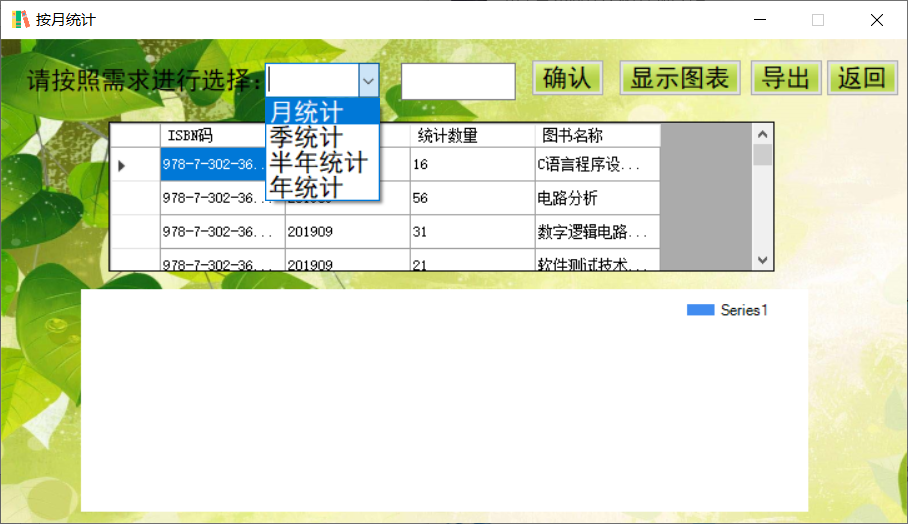 按月统计
请按照需求进行选择:
确认
显示图表
导出
返回
月统计
季统计
半年统计
年统计
ISBN码 统计数量 图书名称
978-7-302-36... 16 C语言程序设...
978-7-302-36... 56 电路分析
978-7-302-36... 201909 31 数字逻辑电路...
978-7-302-36... 201909 21 软件测试技术...
Series1